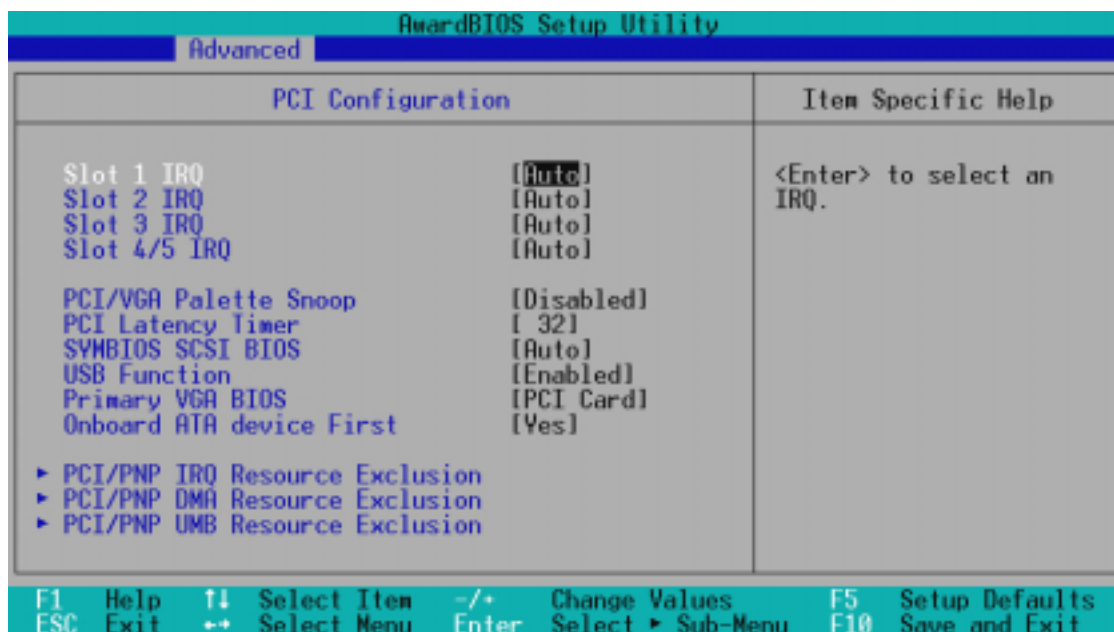 AwardBIOS Setup Utility
Advanced
PCI Configuration
Item Specific Help
Slot 1 IRQ [Auto]
Slot 2 IRQ [Auto]
Slot 3 IRQ [Auto]
Slot 4/5 IRQ [Auto]
PCI/VGA Palette Snoop [Disabled]
PCI Latency Timer [ 32]
SYMBIOS SCSI BIOS [Auto]
USB Function [Enabled]
Primary VGA BIOS [PCI Card]
Onboard ATA device First [Yes]
► PCI/PNP IRQ Resource Exclusion
► PCI/PNP DMA Resource Exclusion
► PCI/PNP UMB Resource Exclusion
<Enter> to select an
IRQ.
F1 Help ↑↓ Select Item -/+ Change Values F5 Setup Defaults
ESC Exit ←→ Select Menu Enter Select ► Sub-Menu F10 Save and Exit